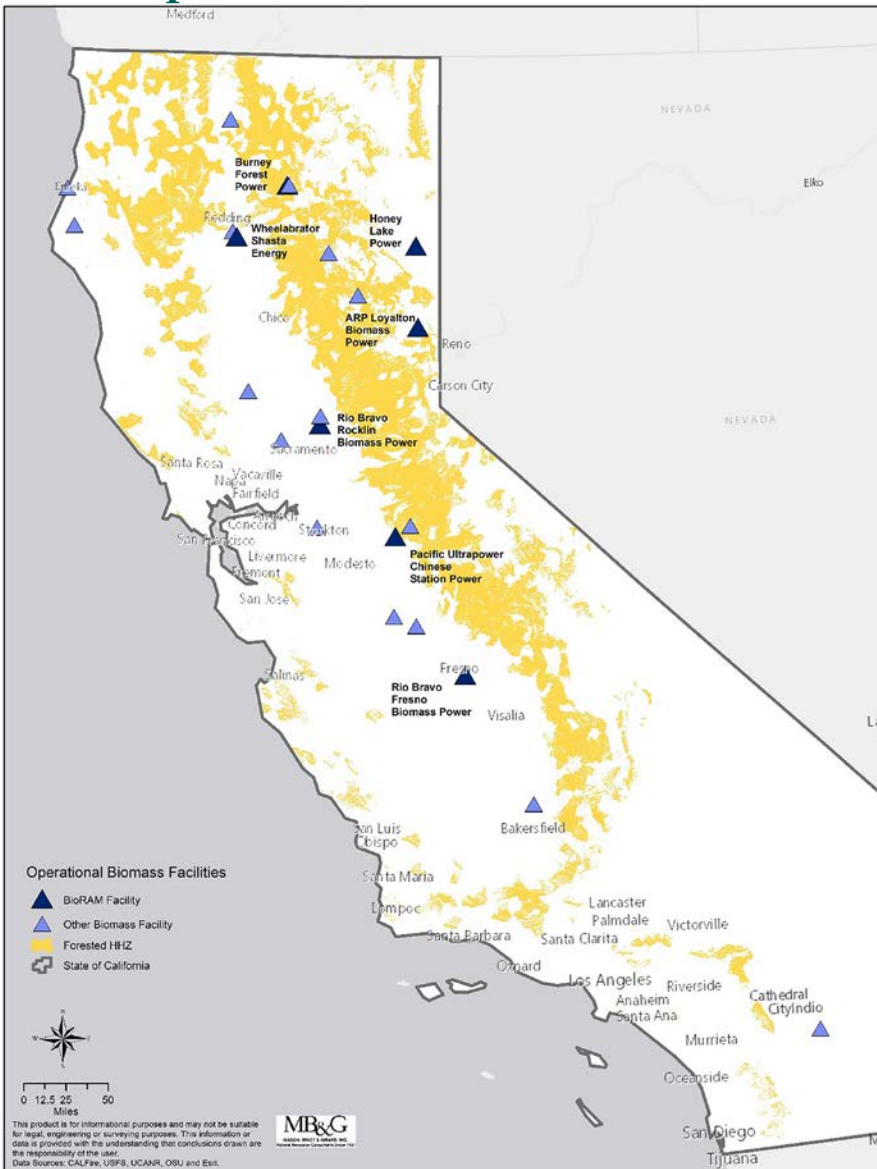 Medford
NEVADA
Elko
Eureka
Burney
Forest
Power
Redding
Wheelabrator
Shasta
Energy
Honey
Lake
Power
Chico
ARP Loyalton
Biomass
Power
Reno
Carson City
Rio Bravo
Rocklin
Biomass Power
Sacramento
NEVADA
Santa Rosa
Napa
Vacaville
Fairfield
Antioch
Concord
Stockton
San Francisco
Livermore
Fremont
Modesto
Pacific Ultrapower
Chinese
Station Power
San Jose
Salinas
Fresno
Rio Bravo
Fresno
Biomass Power
Visalia
Bakersfield
San Luis
Obispo
Santa Maria
Lompoc
Santa Barbara
Lancaster
Palmdale
Victorville
Santa Clarita
Oxnard
Los Angeles
Riverside
Anaheim
Santa Ana
Cathedral
City
Indio
Murrieta
Oceanside
San Diego
Tijuana
Operational Biomass Facilities
BioRAM Facility
Other Biomass Facility
Forested HHZ
State of California
N
W
E
S
0 12.5 25 50
Miles
This product is for informational purposes and may not be suitable
for legal, engineering or surveying purposes. This information or
data is provided with the understanding that conclusions drawn are
the responsibility of the user.
Data Sources: CALFire, USFS, UCANR, OSU and Esri.
MB&G
MASON, BRUCE & GIRARD, INC.